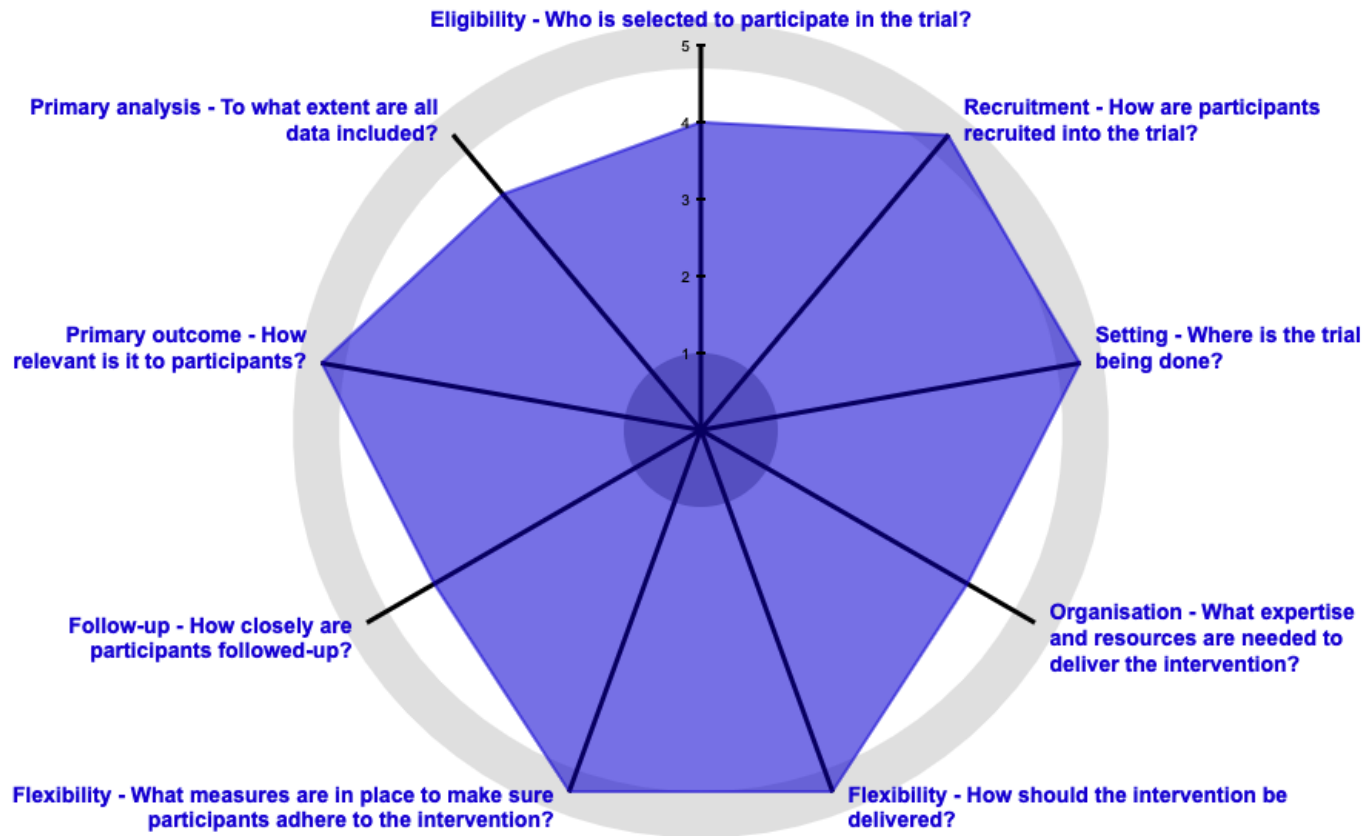 Eligibility - Who is selected to participate in the trial?
5
Primary analysis - To what extent are all
data included?
Recruitment - How are participants
recruited into the trial?
4
3
2
1
Primary outcome - How
relevant is it to participants?
Setting - Where is the trial
being done?
Follow-up - How closely are
participants followed-up?
Organisation - What expertise
and resources are needed to
deliver the intervention?
Flexibility - What measures are in place to make sure
participants adhere to the intervention?
Flexibility - How should the intervention be
delivered?